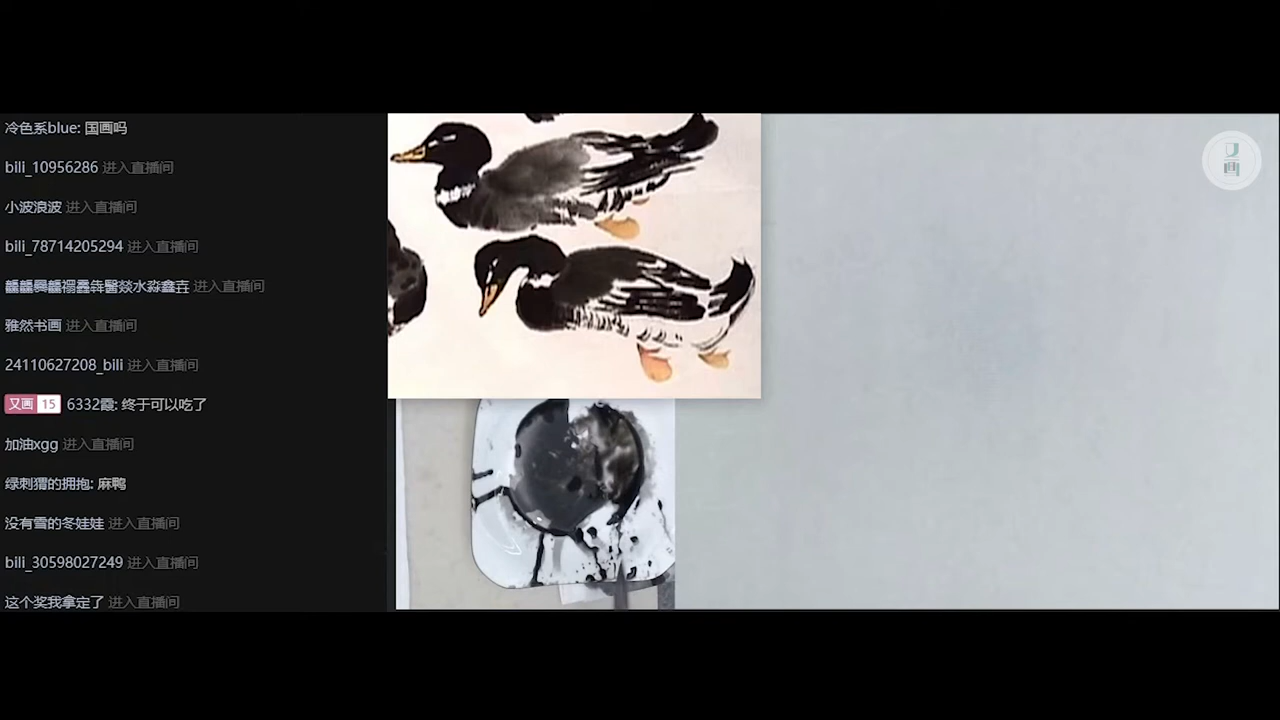 冷色系blue: 国画吗
bili_10956286 进入直播间
小波浪波 进入直播间
bili_78714205294 进入直播间
进入直播间
雅然书画 进入直播间
24110627208_bili 进入直播间
又画 15 6332霞: 终于可以吃了
加油xgg 进入直播间
绿刺猬的拥抱: 麻鸭
没有雪的冬娃娃 进入直播间
bili_30598027249 进入直播间
这个奖我拿定了 进入直播间
又画